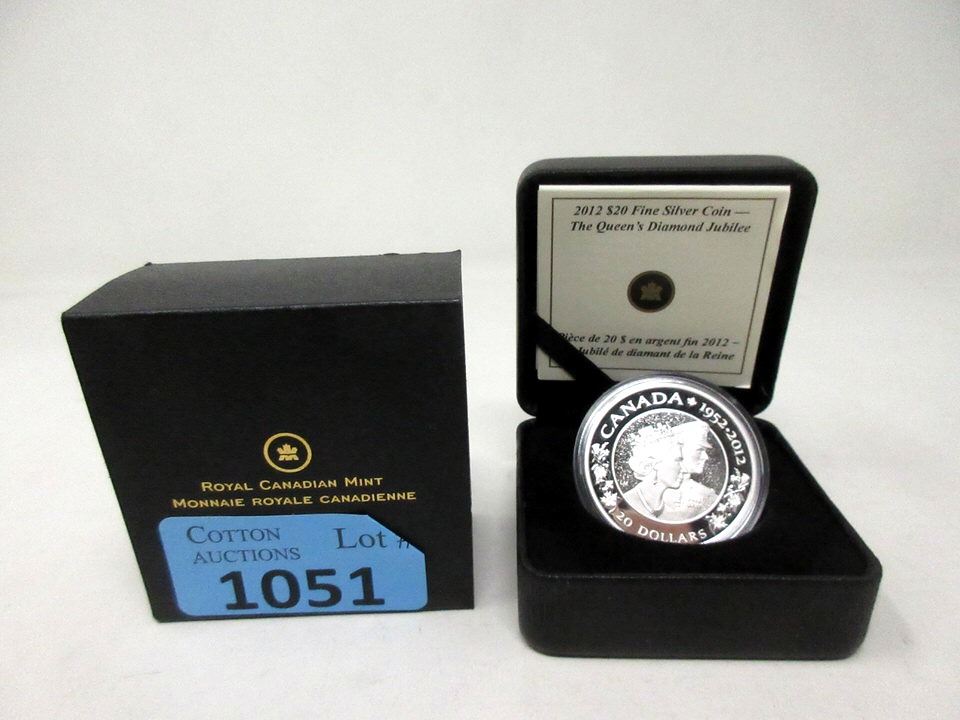 ROYAL CANADIAN MINT
MONNAIE ROYALE CANADIENNE
COTTON
AUCTIONS
Lot #
1051
2012 $20 Fine Silver Coin —
The Queen's Diamond Jubilee
Pièce de 20 $ en argent fin 2012 –
Jubilé de diamant de la Reine
CANADA 1952-2012
20 DOLLARS